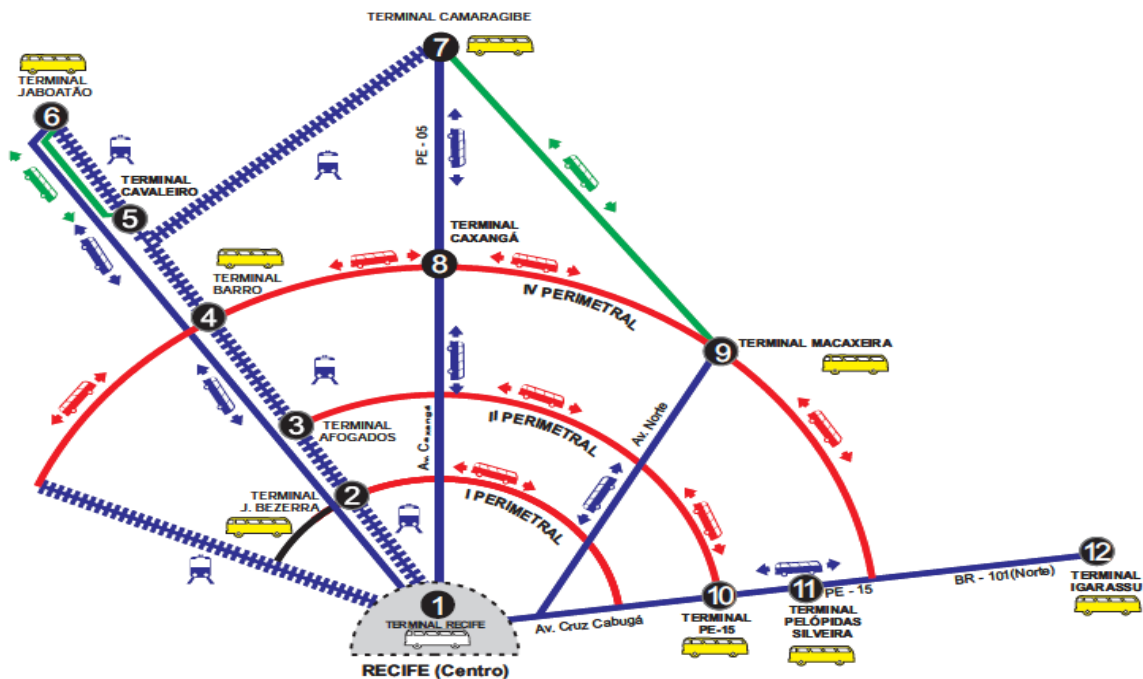 TERMINAL CAMARAGIBE
7
TERMINAL
JABOATÃO
6
PE - 05
TERMINAL
CAVALEIRO
5
TERMINAL
CAXANGÁ
8
TERMINAL
BARRO
4
IV PERIMETRAL
9
TERMINAL MACAXEIRA
3
TERMINAL
AFOGADOS
Av. Caxangá
II PERIMETRAL
Av. Norte
TERMINAL
J. BEZERRA
2
I PERIMETRAL
1
TERMINAL RECIFE
RECIFE (Centro)
Av. Cruz Cabugá
10
TERMINAL
PE-15
11
PE - 15
TERMINAL
PELÓPIDAS
SILVEIRA
BR - 101(Norte)
12
TERMINAL
IGARASSU